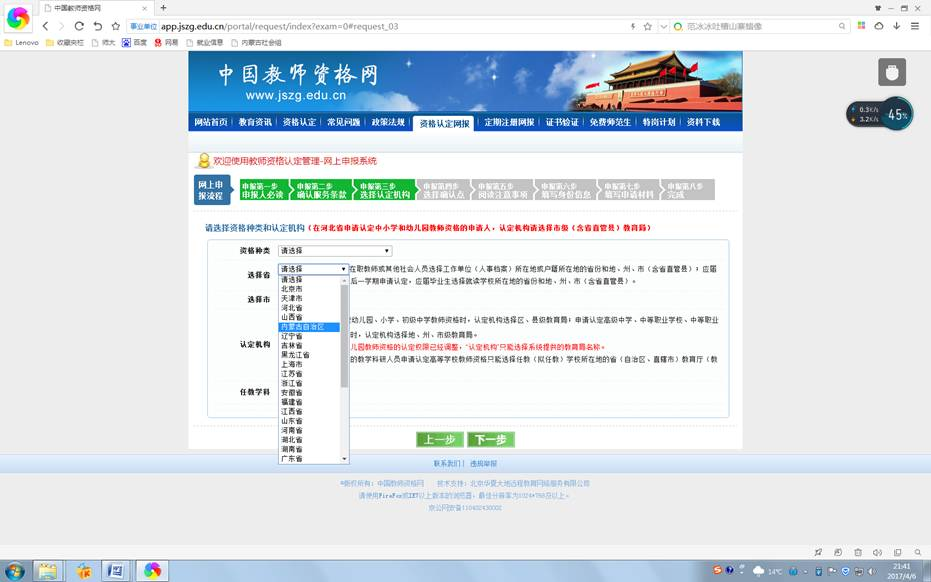 中国教师资格网
app.jszg.edu.cn/portal/request/index?exam=0#request_03
事业单位
范冰冰吐槽山寨蜡像
Lenovo
收藏夹栏
师大
百度
网易
就业信息
内蒙古社会组
中国教师资格网
www.jszg.edu.cn
网站首页 教育资讯 资格认定 常见问题 政策法规 资格认定网报 定期注册网报 证书验证 免费师范生 特岗计划 资料下载
0.3K/s
3.2K/s
45%
欢迎使用教师资格认定管理-网上申报系统
网上申
报流程
申报第一步
申报人必读
申报第二步
确认服务条款
申报第三步
选择认定机构
申报第四步
选择确认点
申报第五步
阅读注意事项
申报第六步
填写身份信息
申报第七步
填写申请材料
申报第八步
完成
请选择资格种类和认定机构(在河北省申请认定中小学和幼儿园教师资格的申请人,认定机构请选择市级(含省直管县)教育局)
资格种类 请选择
选择省 请选择
在职教师或其他社会人员选择工作单位(人事档案)所在地或户籍所在地的省份和地、州、市(含省直管县);应届
后一学期申请认定,应届毕业生选择就读学校所在地的省份和地、州、市(含省直管县)。
选择市
幼儿园、小学、初级中学教师资格时,认定机构选择区、县级教育局;申请认定高级中学、中等职业学校、中等职业
时,认定机构选择地、州、市级教育局。
认定机构
儿园教师资格的认定权限已经调整,"认定机构"只能选择系统提供的教育局名称。
的教学科研人员申请认定高等学校教师资格只能选择任教(拟任教)学校所在地的省(自治区、直辖市)教育厅(教
任教学科
请选择
北京市
天津市
河北省
山西省
内蒙古自治区
辽宁省
吉林省
黑龙江省
上海市
江苏省
浙江省
安徽省
福建省
江西省
山东省
河南省
湖北省
湖南省
广东省
上一步 下一步
联系我们 | 违规举报
©版权所有:中国教师资格网 技术支持:北京华夏大地远程教育网络服务有限公司
请使用FireFox或IE7以上版本的浏览器;最佳分辨率为1024*768及以上。
京公网安备110402430002
14℃
21:41
2017/4/6